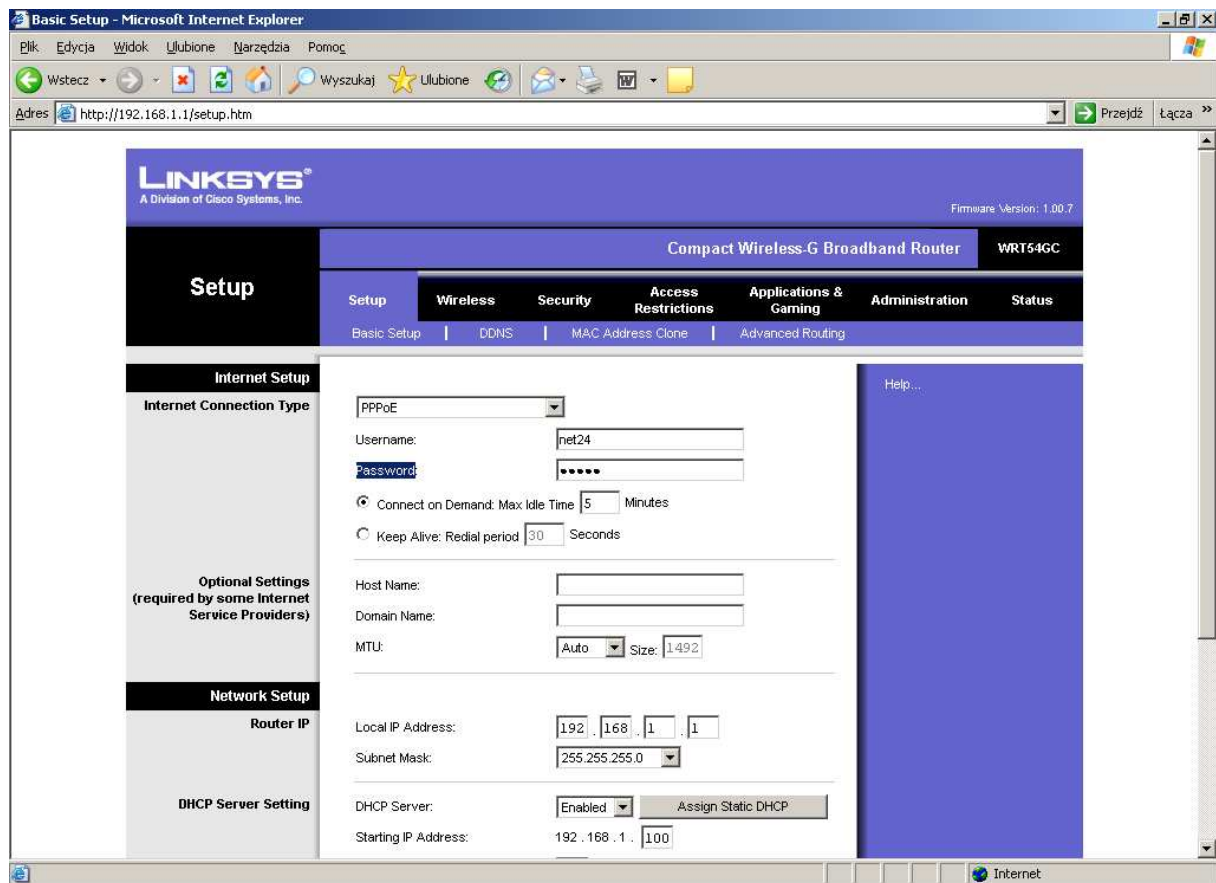 Basic Setup - Microsoft Internet Explorer
Plik Edycja Widok Ulubione Narzędzia Pomoc
Wstecz Wyszukaj Ulubione
Adres http://192.168.1.1/setup.htm Przejdź Łącza »
LINKSYS®
A Division of Cisco Systems, Inc.
Firmware Version: 1.00.7
Compact Wireless-G Broadband Router WRT54GC
Setup
Setup Wireless Security Access Restrictions Applications & Gaming Administration Status
Basic Setup | DDNS | MAC Address Clone | Advanced Routing
Internet Setup
Help...
Internet Connection Type PPPoE
Username: net24
Password: •••••
Connect on Demand: Max Idle Time 5 Minutes
Keep Alive: Redial period 30 Seconds
Optional Settings
(required by some Internet
Service Providers)
Host Name:
Domain Name:
MTU: Auto Size: 1492
Network Setup
Router IP
Local IP Address: 192 . 168 . 1 . 1
Subnet Mask: 255.255.255.0
DHCP Server Setting
DHCP Server: Enabled Assign Static DHCP
Starting IP Address: 192 . 168 . 1 . 100
Internet